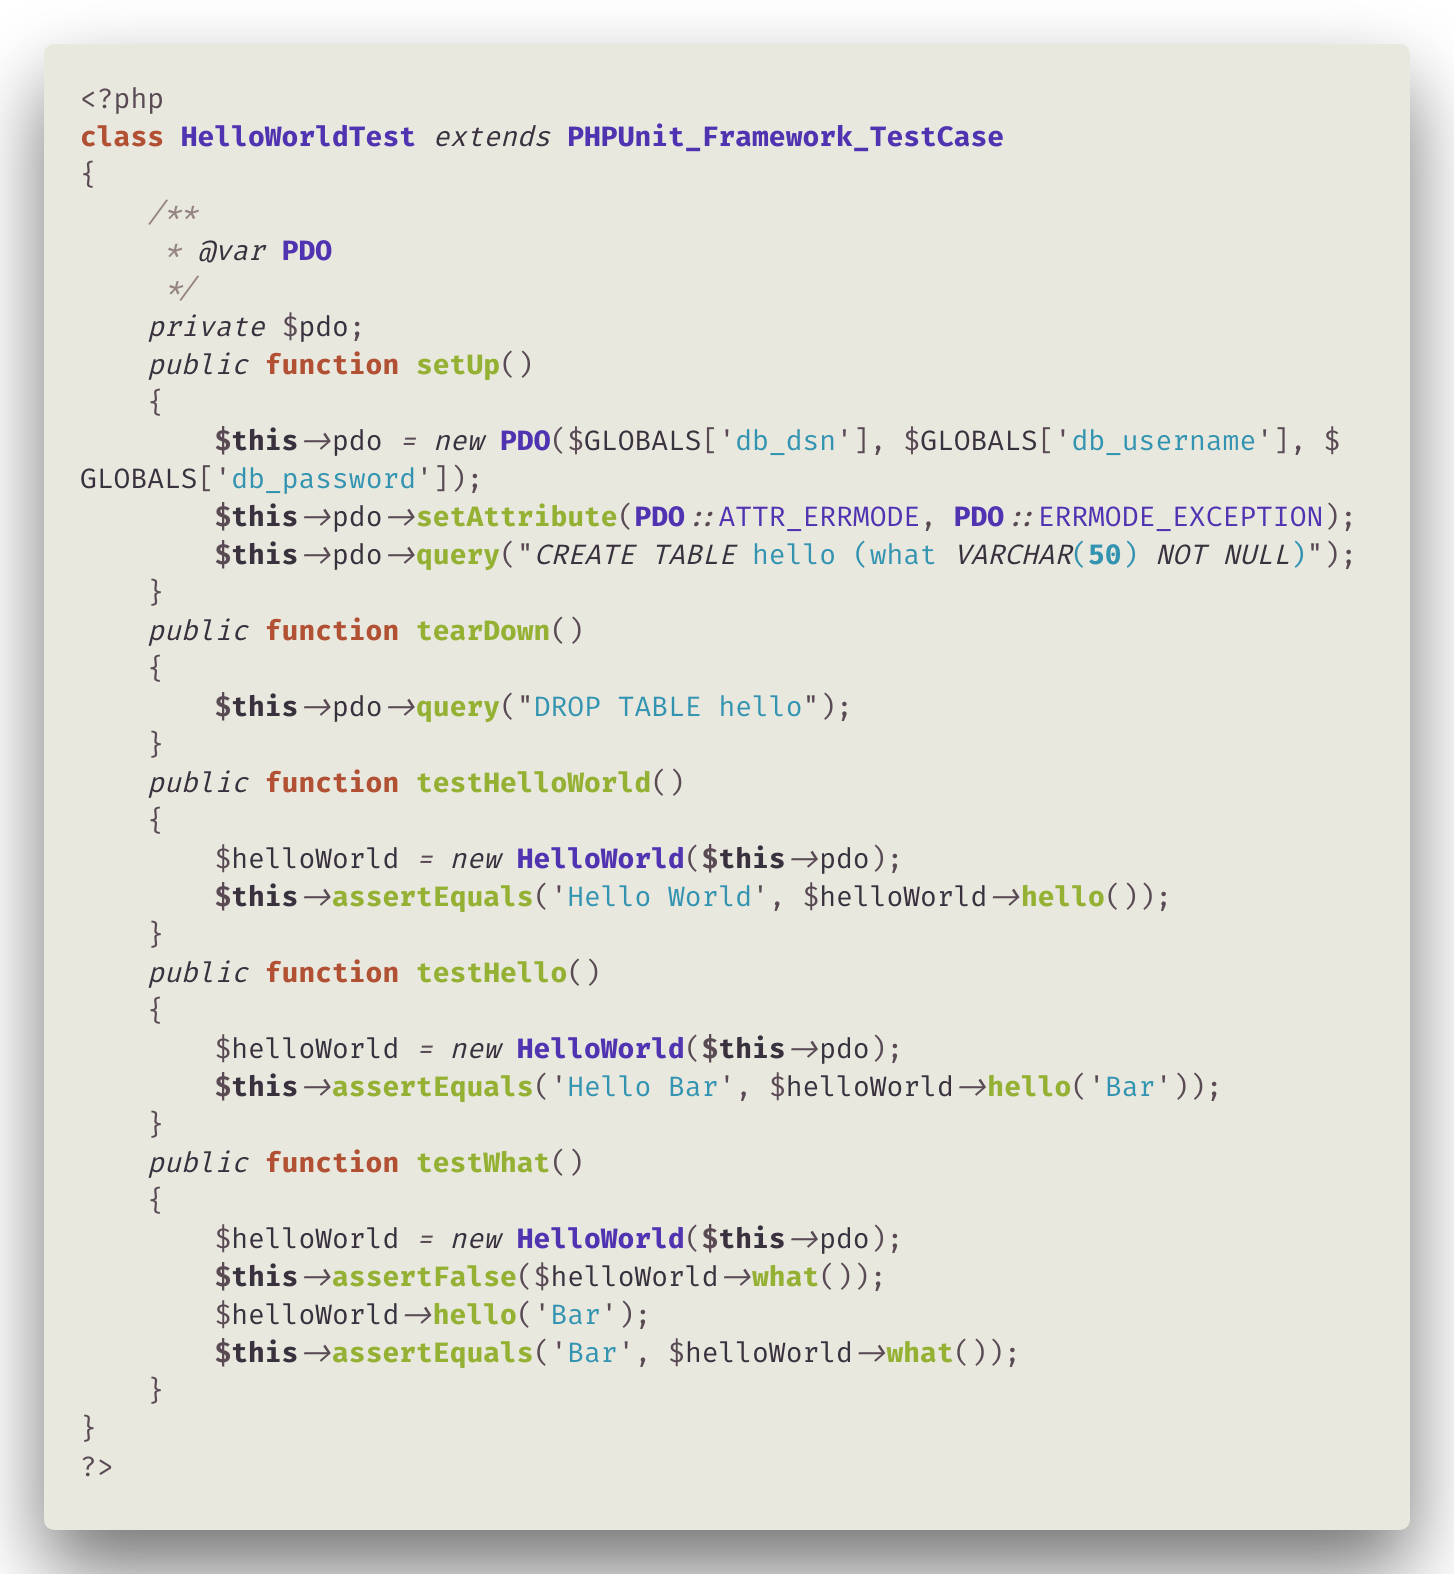 <?php
class HelloWorldTest extends PHPUnit_Framework_TestCase
{
    /**
     * @var PDO
     */
    private $pdo;
    public function setUp()
    {
        $this->pdo = new PDO($GLOBALS['db_dsn'], $GLOBALS['db_username'], $
GLOBALS['db_password']);
        $this->pdo->setAttribute(PDO::ATTR_ERRMODE, PDO::ERRMODE_EXCEPTION);
        $this->pdo->query("CREATE TABLE hello (what VARCHAR(50) NOT NULL)");
    }
    public function tearDown()
    {
        $this->pdo->query("DROP TABLE hello");
    }
    public function testHelloWorld()
    {
        $helloWorld = new HelloWorld($this->pdo);
        $this->assertEquals('Hello World', $helloWorld->hello());
    }
    public function testHello()
    {
        $helloWorld = new HelloWorld($this->pdo);
        $this->assertEquals('Hello Bar', $helloWorld->hello('Bar'));
    }
    public function testWhat()
    {
        $helloWorld = new HelloWorld($this->pdo);
        $this->assertFalse($helloWorld->what());
        $helloWorld->hello('Bar');
        $this->assertEquals('Bar', $helloWorld->what());
    }
}
?>